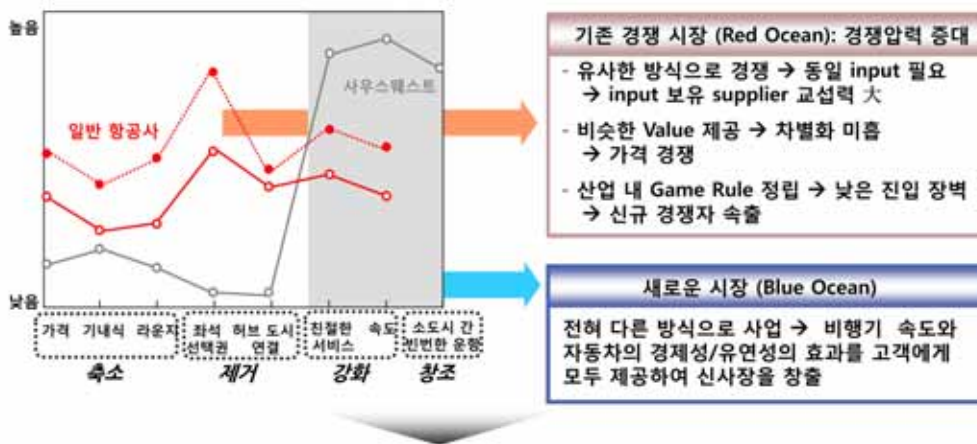 높음
일반 항공사
사우스웨스트
낮음
가격
기내식
라운지
좌석
선택권
허브 도시
연결
친절한
서비스
속도
소도시 간
빈번한 운항
축소
제거
강화
창조
기존 경쟁 시장 (Red Ocean): 경쟁압력 증대
- 유사한 방식으로 경쟁 → 동일 input 필요
→ input 보유 supplier 교섭력 大
- 비슷한 Value 제공 → 차별화 미흡
→ 가격 경쟁
- 산업 내 Game Rule 정립 → 낮은 진입 장벽
→ 신규 경쟁자 속출
새로운 시장 (Blue Ocean)
전혀 다른 방식으로 사업 → 비행기 속도와
자동차의 경제성/유연성의 효과를 고객에게
모두 제공하여 신사장을 창출